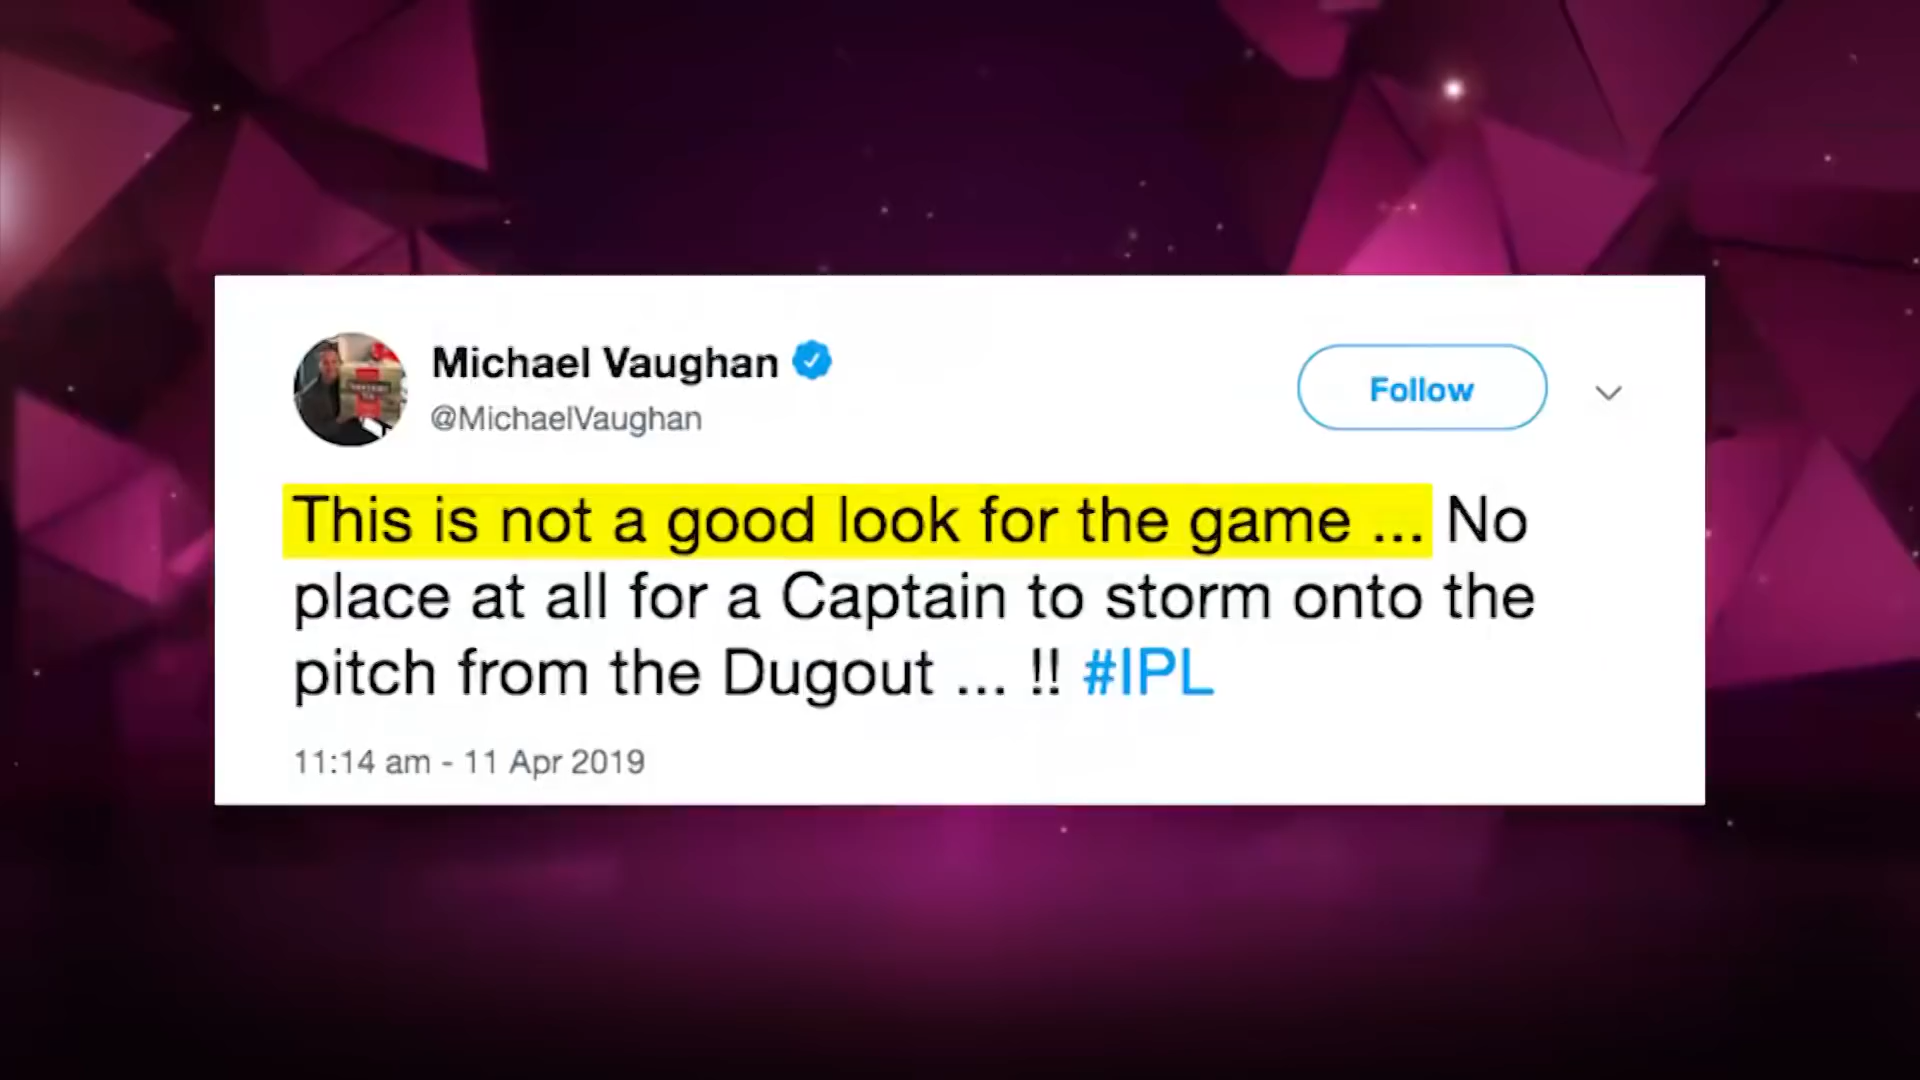 Michael Vaughan
@MichaelVaughan
Follow
This is not a good look for the game ... No
place at all for a Captain to storm onto the
pitch from the Dugout ... !! #IPL
11:14 am - 11 Apr 2019